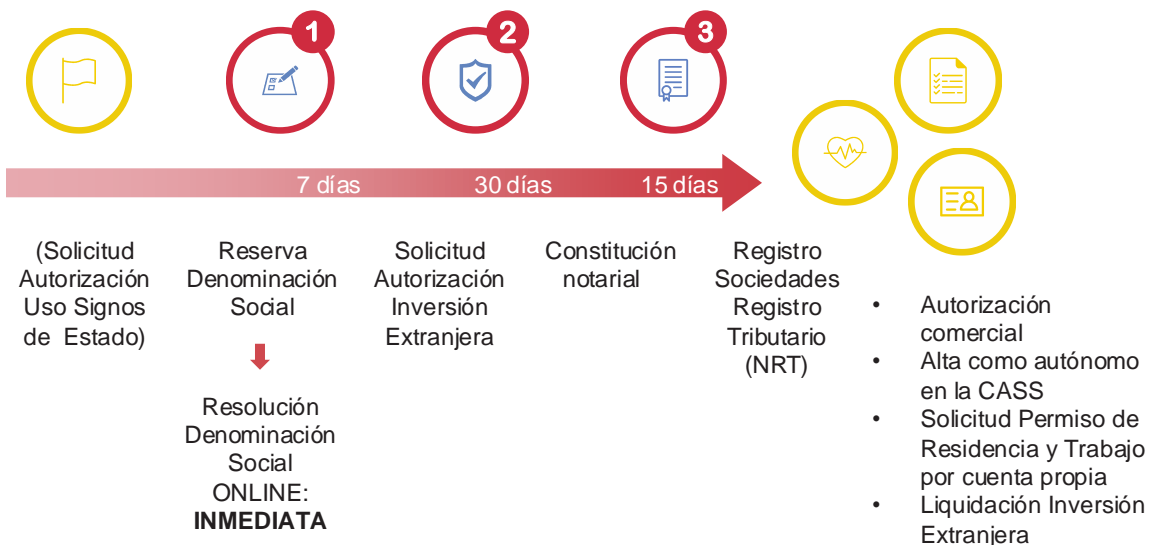 1
2
3
7 días
30 días
15 días
(Solicitud
Autorización
Uso Signos
de Estado)
Reserva
Denominación
Social
Resolución
Denominación
Social
ONLINE:
INMEDIATA
Solicitud
Autorización
Inversión
Extranjera
Constitución
notarial
Registro
Sociedades
Registro
Tributario
(NRT)
• Autorización
comercial
• Alta como autónomo
en la CASS
• Solicitud Permiso de
Residencia y Trabajo
por cuenta propia
• Liquidación Inversión
Extranjera